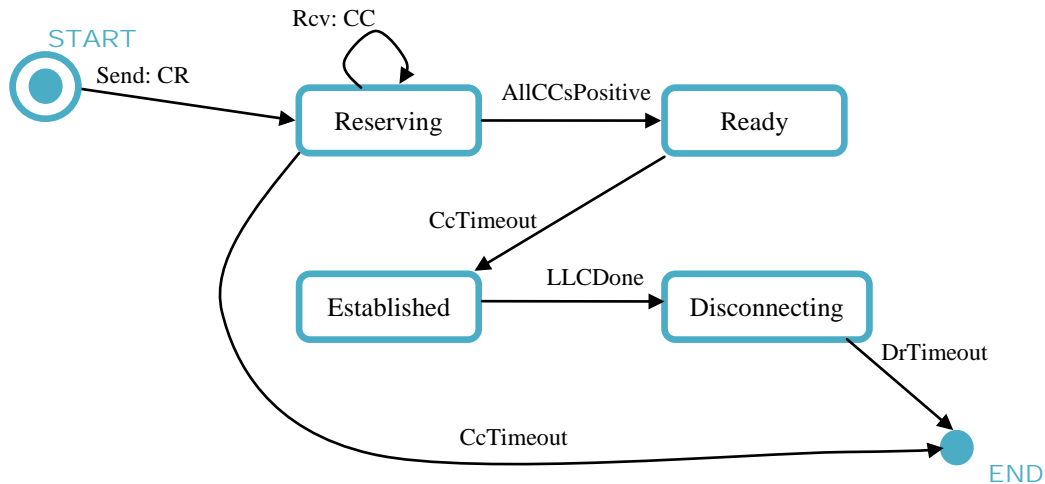 Rcv: CC
START
Send: CR
AllCCsPositive
Reserving
Ready
CcTimeout
LLCDone
Established
Disconnecting
DrTimeout
CcTimeout
END